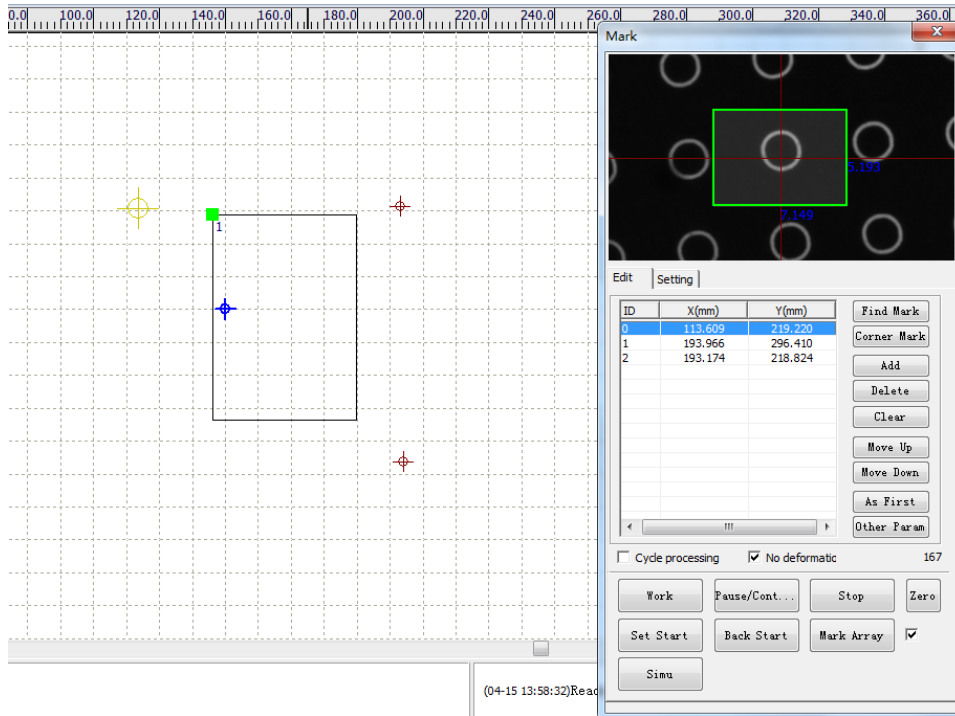 0.0 100.0 120.0 140.0 160.0 180.0 200.0 220.0 240.0 260.0 280.0 300.0 320.0 340.0 360.0
Mark
5.193
7.149
1
Edit Setting
ID X(mm) Y(mm)
0 113.609 219.220
1 193.966 296.410
2 193.174 218.824
Find Mark
Corner Mark
Add
Delete
Clear
Move Up
Move Down
As First
Other Param
Cycle processing No deformatic 167
Work Pause/Cont... Stop Zero
Set Start Back Start Mark Array
Simu
(04-15 13:58:32)Reac